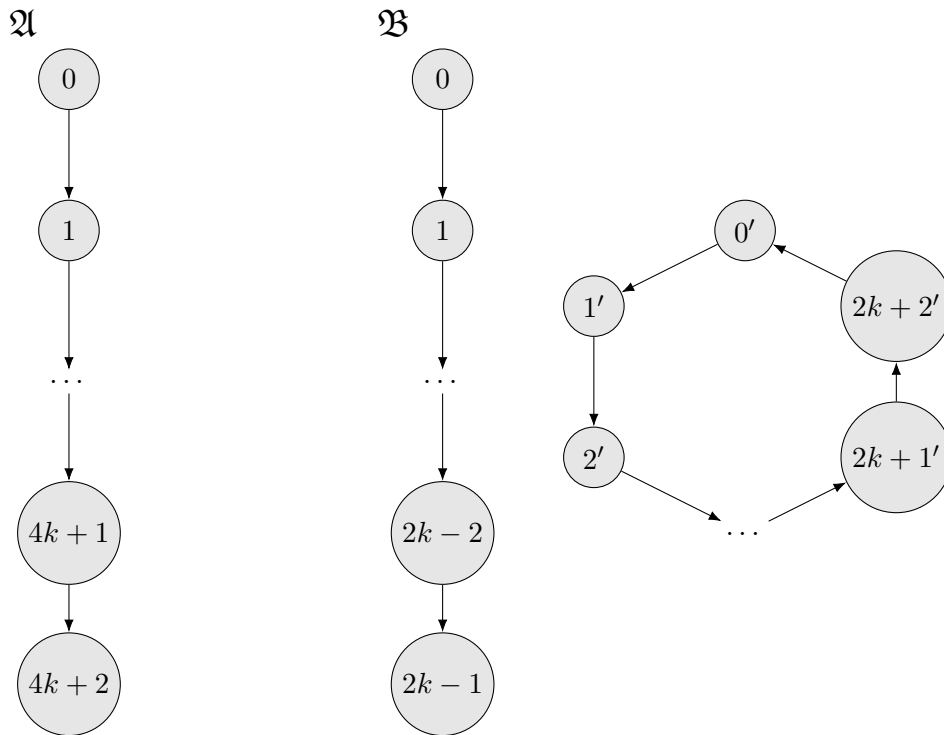 𝔄 𝔅
0 0
1 1 0′
1′ 2k + 2′
... ...
2′ 2k + 1′
4k + 1 2k − 2 ...
4k + 2 2k − 1